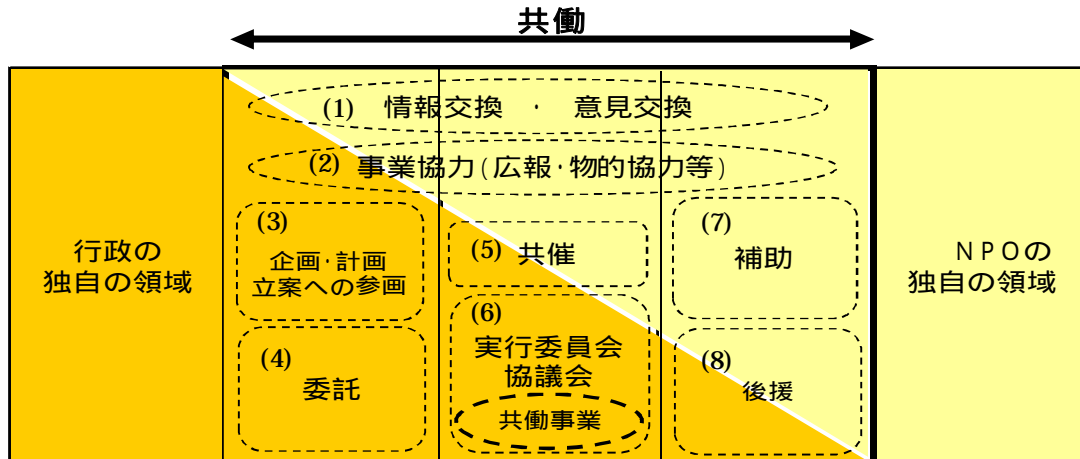 共働
(1) 情報交換 ・ 意見交換
(2) 事業協力(広報・物的協力等)
行政の
独自の領域
(3)
企画・計画
立案への参画
(4)
委託
(5) 共催
(6)
実行委員会
協議会
共働事業
(7)
補助
(8)
後援
NPOの
独自の領域